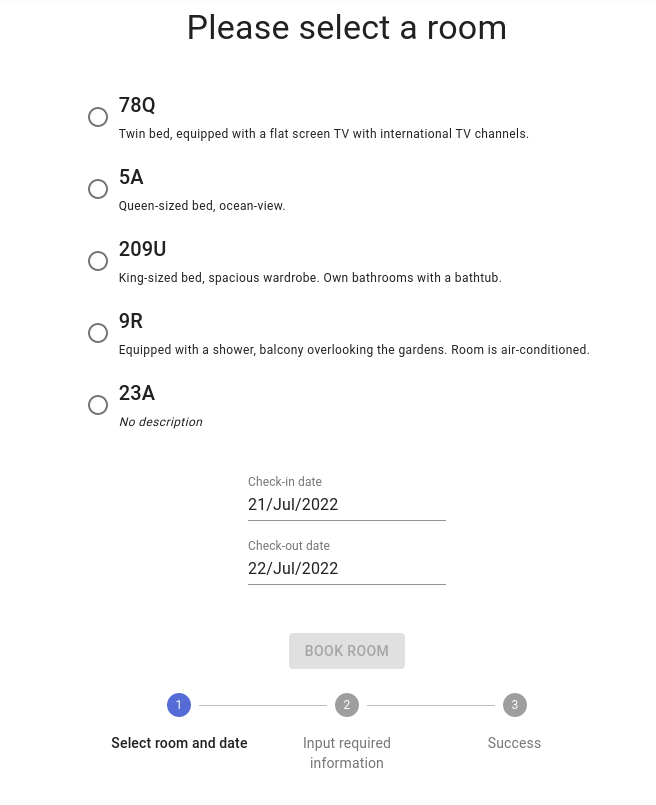 Please select a room
78Q
Twin bed, equipped with a flat screen TV with international TV channels.
5A
Queen-sized bed, ocean-view.
209U
King-sized bed, spacious wardrobe. Own bathrooms with a bathtub.
9R
Equipped with a shower, balcony overlooking the gardens. Room is air-conditioned.
23A
No description
Check-in date
21/Jul/2022
Check-out date
22/Jul/2022
BOOK ROOM
1
2
3
Select room and date
Input required
information
Success